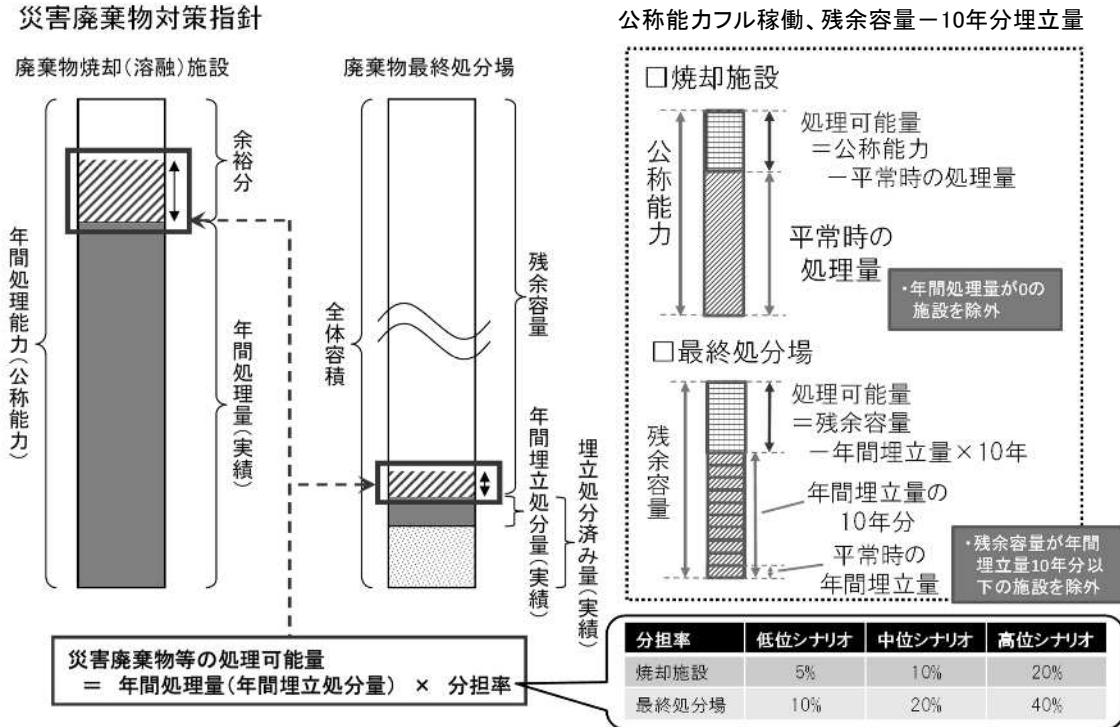 災害廃棄物対策指針
廃棄物焼却(溶融)施設
廃棄物最終処分場
年間処理能力(公称能力)
余裕分
年間処理量(実績)
全体容積
残余容量
年間埋立処分量(実績)
埋立処分済み量(実績)
災害廃棄物等の処理可能量
= 年間処理量(年間埋立処分量) × 分担率
公称能力フル稼働、残余容量－10年分埋立量
□焼却施設
公称能力
処理可能量
＝公称能力
－平常時の処理量
平常時の
処理量
・年間処理量が0の
施設を除外
□最終処分場
残余容量
処理可能量
＝残余容量
－年間埋立量×10年
年間埋立量の
10年分
平常時の
年間埋立量
・残余容量が年間
埋立量10年分以
下の施設を除外
分担率 低位シナリオ 中位シナリオ 高位シナリオ
焼却施設 5% 10% 20%
最終処分場 10% 20% 40%